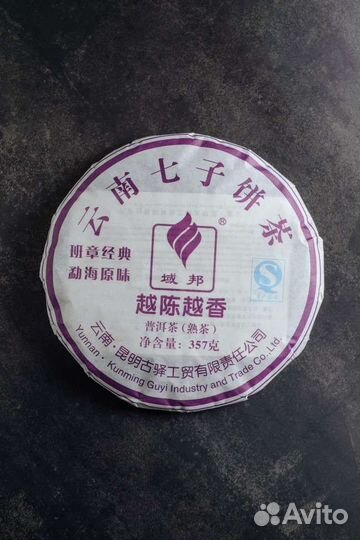 云南七子饼茶
班章经典
勐海原味
®
域邦
越陈越香
普洱茶（熟茶）
净含量：357克
云南·昆明古驿工贸有限责任公司
Yunnan·Kunming Guyi Industry and Trade Co.,Ltd.
Avito